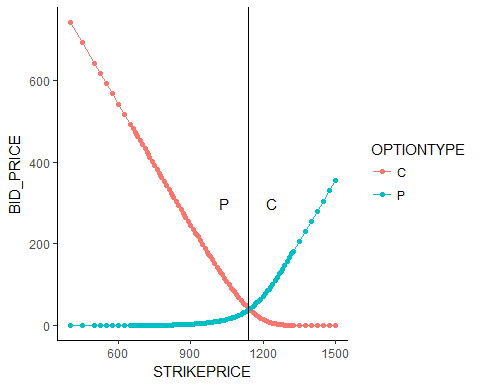 BID_PRICE
600
400
200
0
P
C
600
900
1200
1500
STRIKEPRICE
OPTIONTYPE
C
P